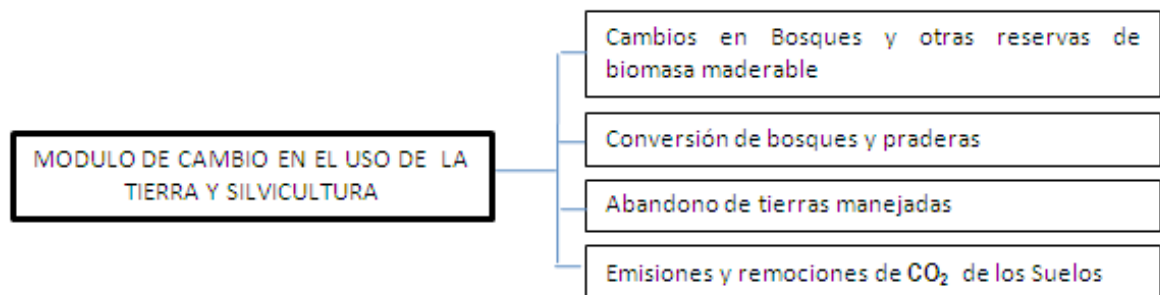 Cambios en Bosques y otras reservas de
biomasa maderable
Conversión de bosques y praderas
MODULO DE CAMBIO EN EL USO DE LA
TIERRA Y SILVICULTURA
Abandono de tierras manejadas
Emisiones y remociones de CO₂ de los Suelos